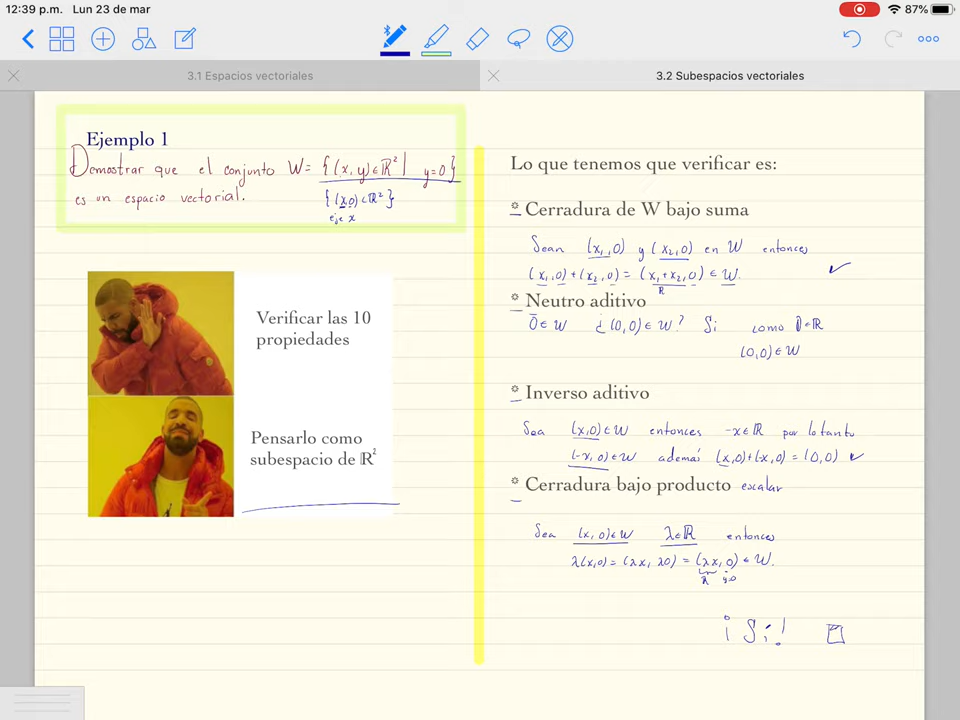 12:39 p.m. Lun 23 de mar
87%
3.1 Espacios vectoriales
3.2 Subespacios vectoriales
Ejemplo 1
Demostrar que el conjunto W= {(x,y)∈ℝ² | y=0}
es un espacio vectorial. {(x,0)∈ℝ²}
eje x
Verificar las 10
propiedades
Pensarlo como
subespacio de ℝ²
Lo que tenemos que verificar es:
Cerradura de W bajo suma
Sean (x₁,0) y (x₂,0) en W entonces
(x₁,0)+(x₂,0) = (x₁+x₂,0) ∈ W. ✓
ℝ
Neutro aditivo
0̄∈W ¿(0,0)∈W? Si como 0∈ℝ
(0,0)∈W
Inverso aditivo
Sea (x,0)∈W entonces -x∈ℝ por lo tanto
(-x,0)∈W además (x,0)+(-x,0)=(0,0) ✓
Cerradura bajo producto escalar
Sea (x,0)∈W λ∈ℝ entonces
λ(x,0)=(λx, λ0) = (λx,0) ∈ W.
ℝ y=0
¡Si!